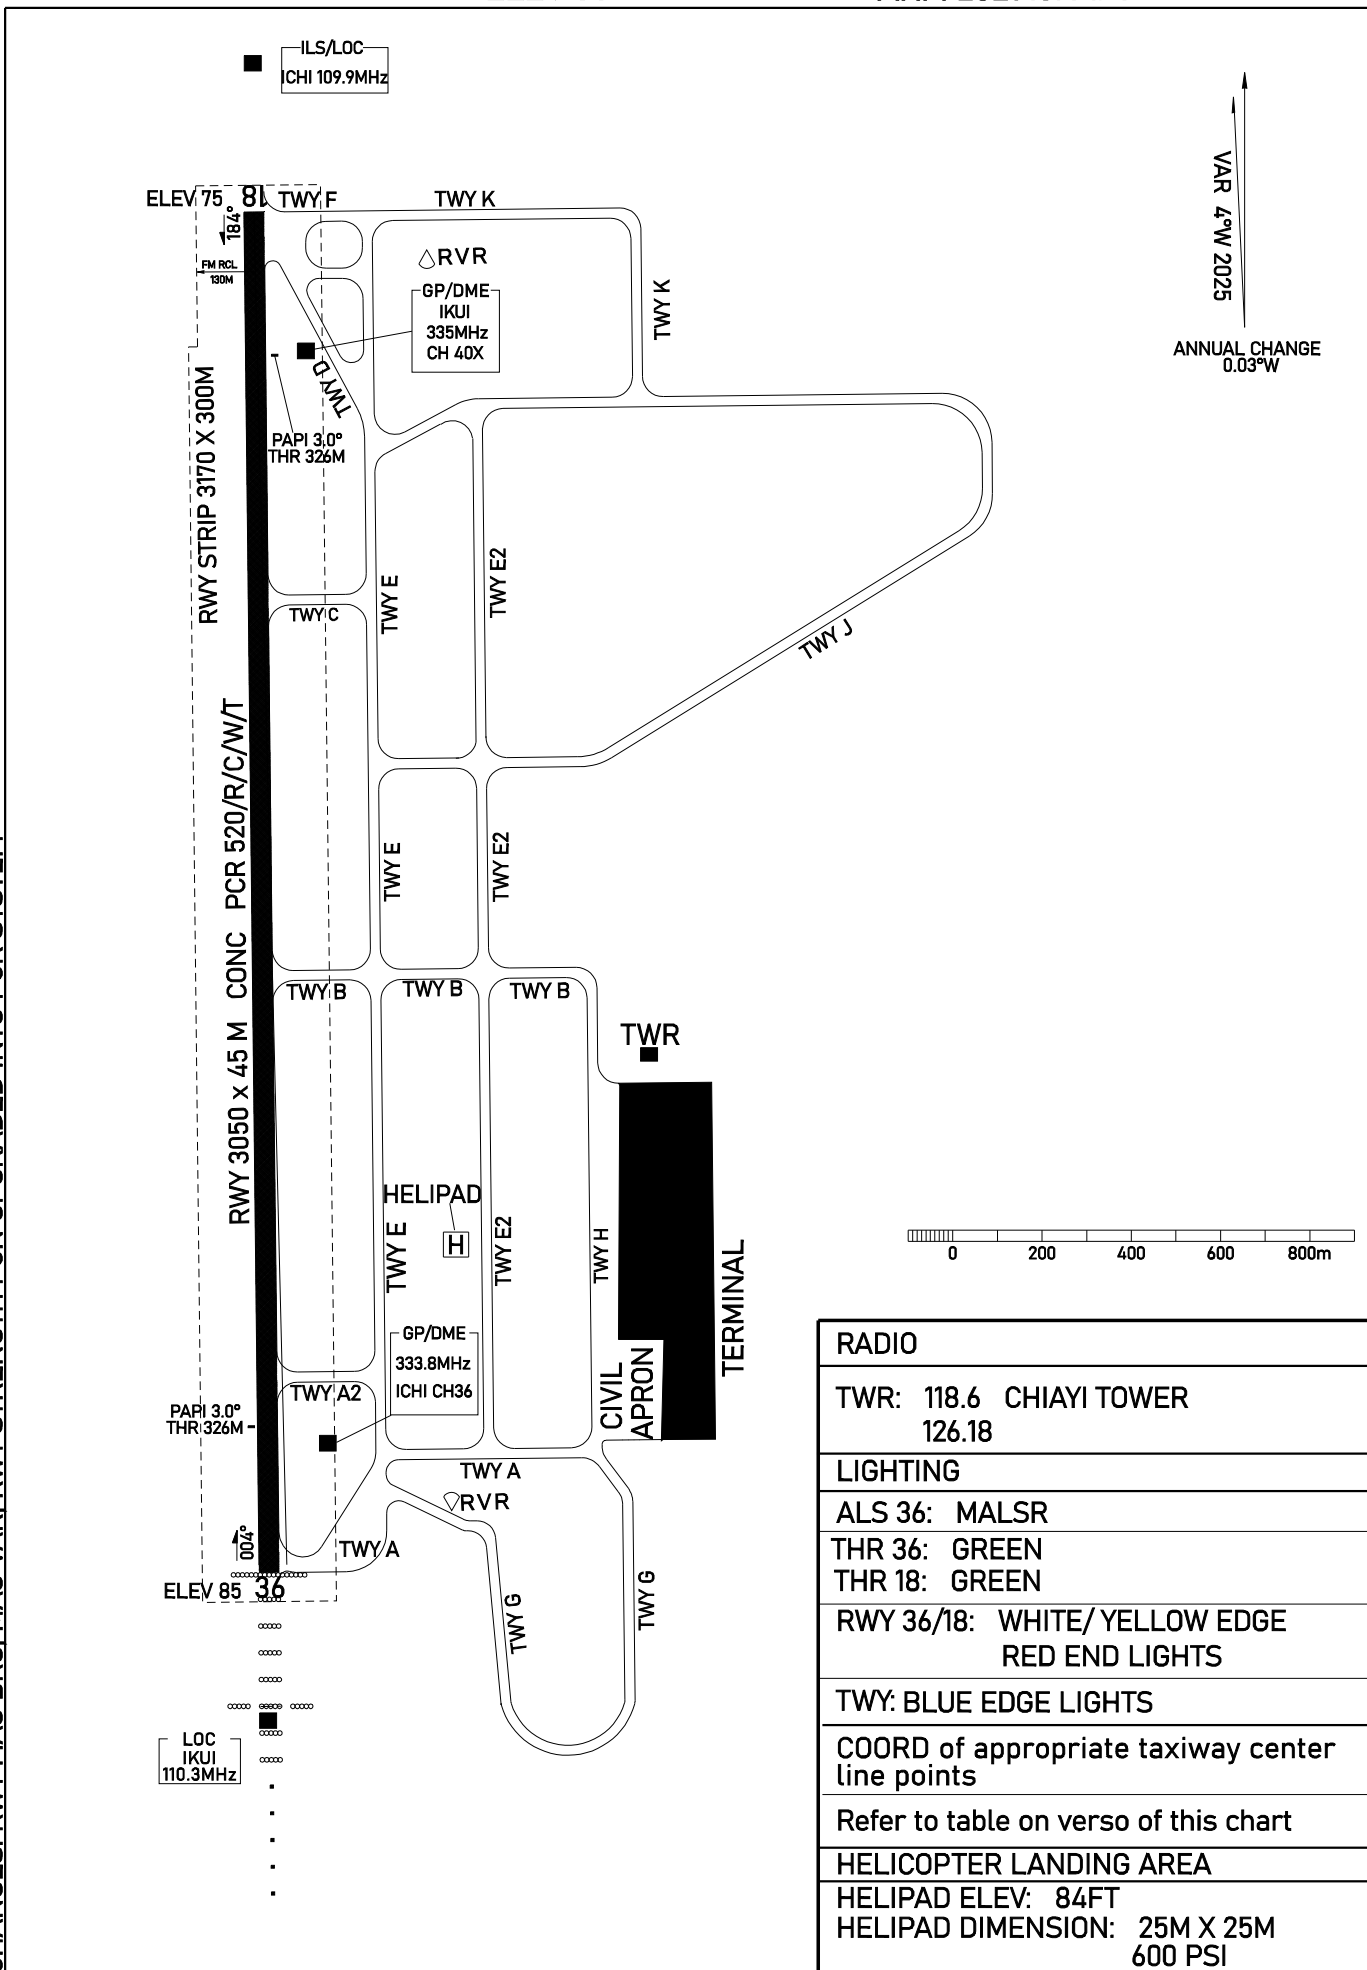 ILS/LOC
ICHI 109.9MHz
VAR 4°W 2025
ANNUAL CHANGE
0.03°W
ELEV 75
18
TWY F
TWY K
184°
FM RCL
130M
RVR
GP/DME
IKUI
335MHz
CH 40X
TWY K
TWY D
PAPI 3.0°
THR 326M
RWY STRIP 3170 X 300M
TWY C
TWY E
TWY E2
TWY J
RWY 3050 x 45 M CONC PCR 520/R/C/W/T
TWY E
TWY E2
TWY B
TWY B
TWY B
TWR
HELIPAD
H
TWY E
TWY E2
TWY H
TERMINAL
CIVIL
APRON
0 200 400 600 800m
GP/DME
333.8MHz
ICHI CH36
TWY A2
PAPI 3.0°
THR 326M
TWY A
RVR
004°
TWY A
ELEV 85
36
TWY G
TWY G
LOC
IKUI
110.3MHz
RADIO
TWR: 118.6 CHIAYI TOWER
126.18
LIGHTING
ALS 36: MALSR
THR 36: GREEN
THR 18: GREEN
RWY 36/18: WHITE/ YELLOW EDGE
RED END LIGHTS
TWY: BLUE EDGE LIGHTS
COORD of appropriate taxiway center
line points
Refer to table on verso of this chart
HELICOPTER LANDING AREA
HELIPAD ELEV: 84FT
HELIPAD DIMENSION: 25M X 25M
600 PSI